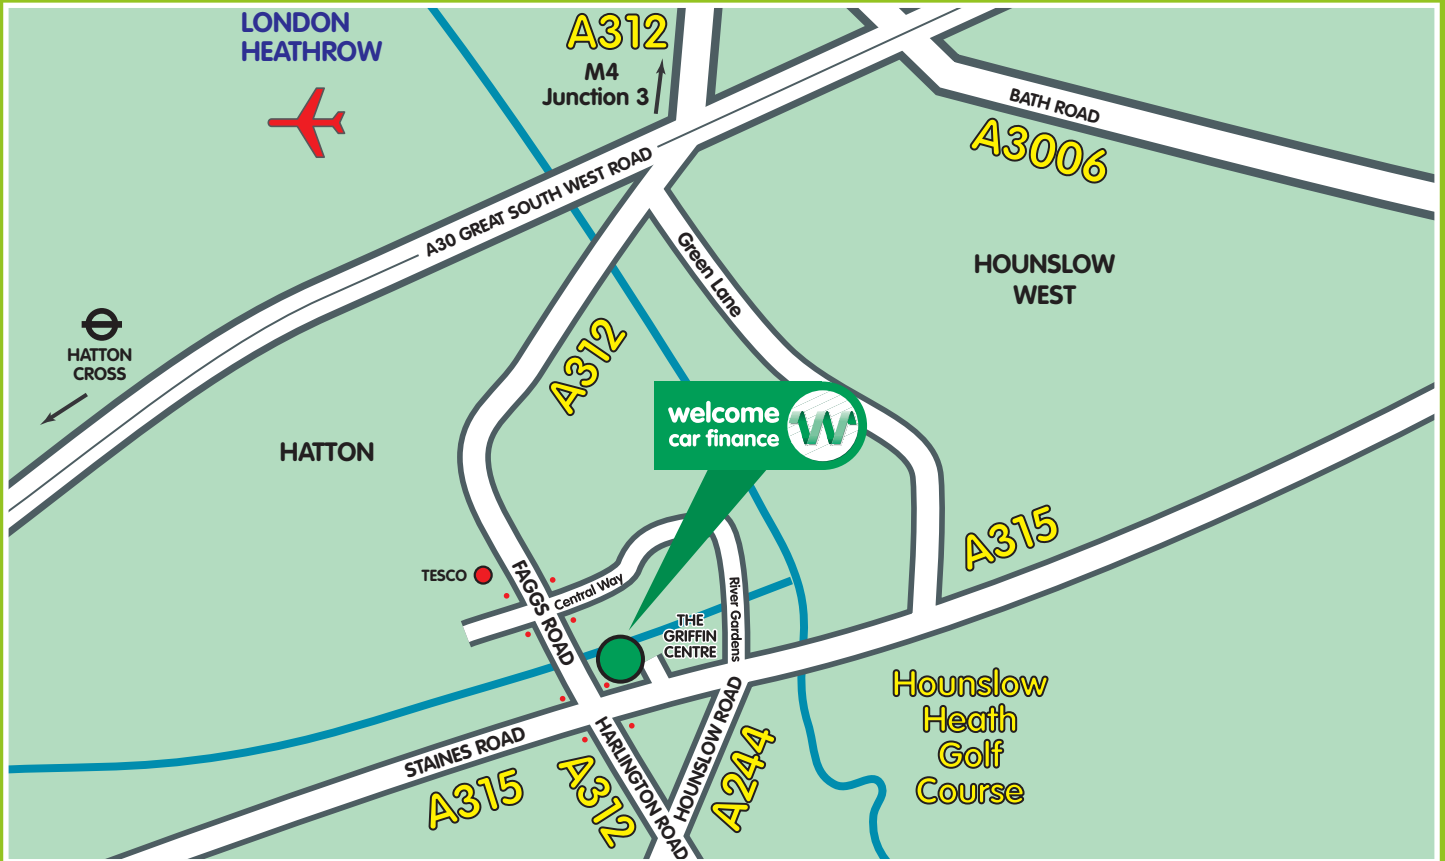 LONDON
HEATHROW
A312
M4
Junction 3
BATH ROAD
A3006
A30 GREAT SOUTH WEST ROAD
Green Lane
HOUNSLOW
WEST
HATTON
CROSS
A312
welcome
car finance
W
HATTON
A315
TESCO
FAGGS ROAD
Central Way
River Gardens
THE
GRIFFIN
CENTRE
Hounslow
Heath
Golf
Course
STAINES ROAD
A315
A312
HARLINGTON ROAD
HOUNSLOW ROAD
A244